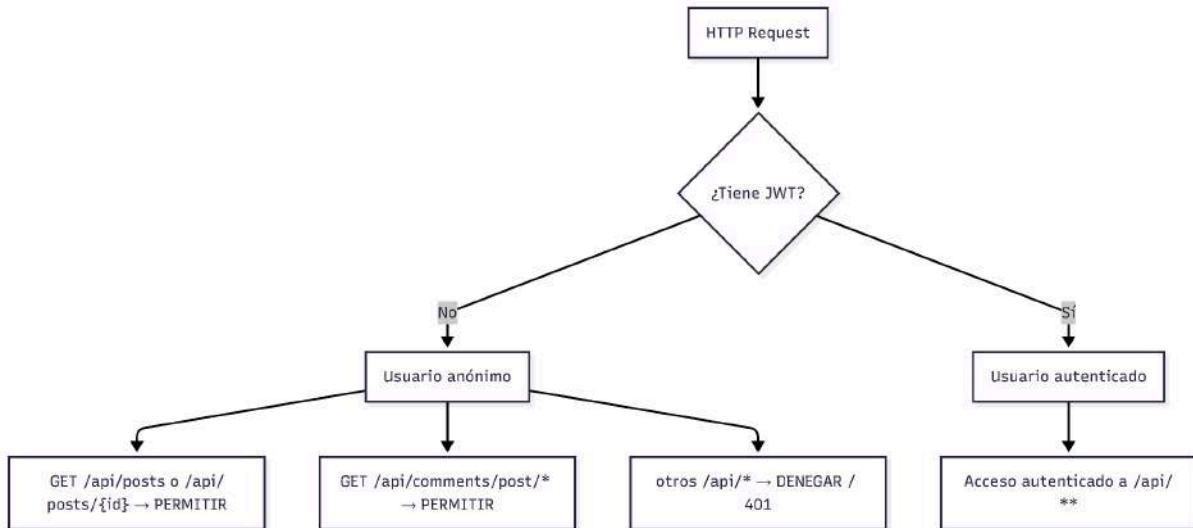 HTTP Request
¿Tiene JWT?
No
Sí
Usuario anónimo
Usuario autenticado
GET /api/posts o /api/
posts/{id} → PERMITIR
GET /api/comments/post/*
→ PERMITIR
otros /api/* → DENEGAR /
401
Acceso autenticado a /api/
**